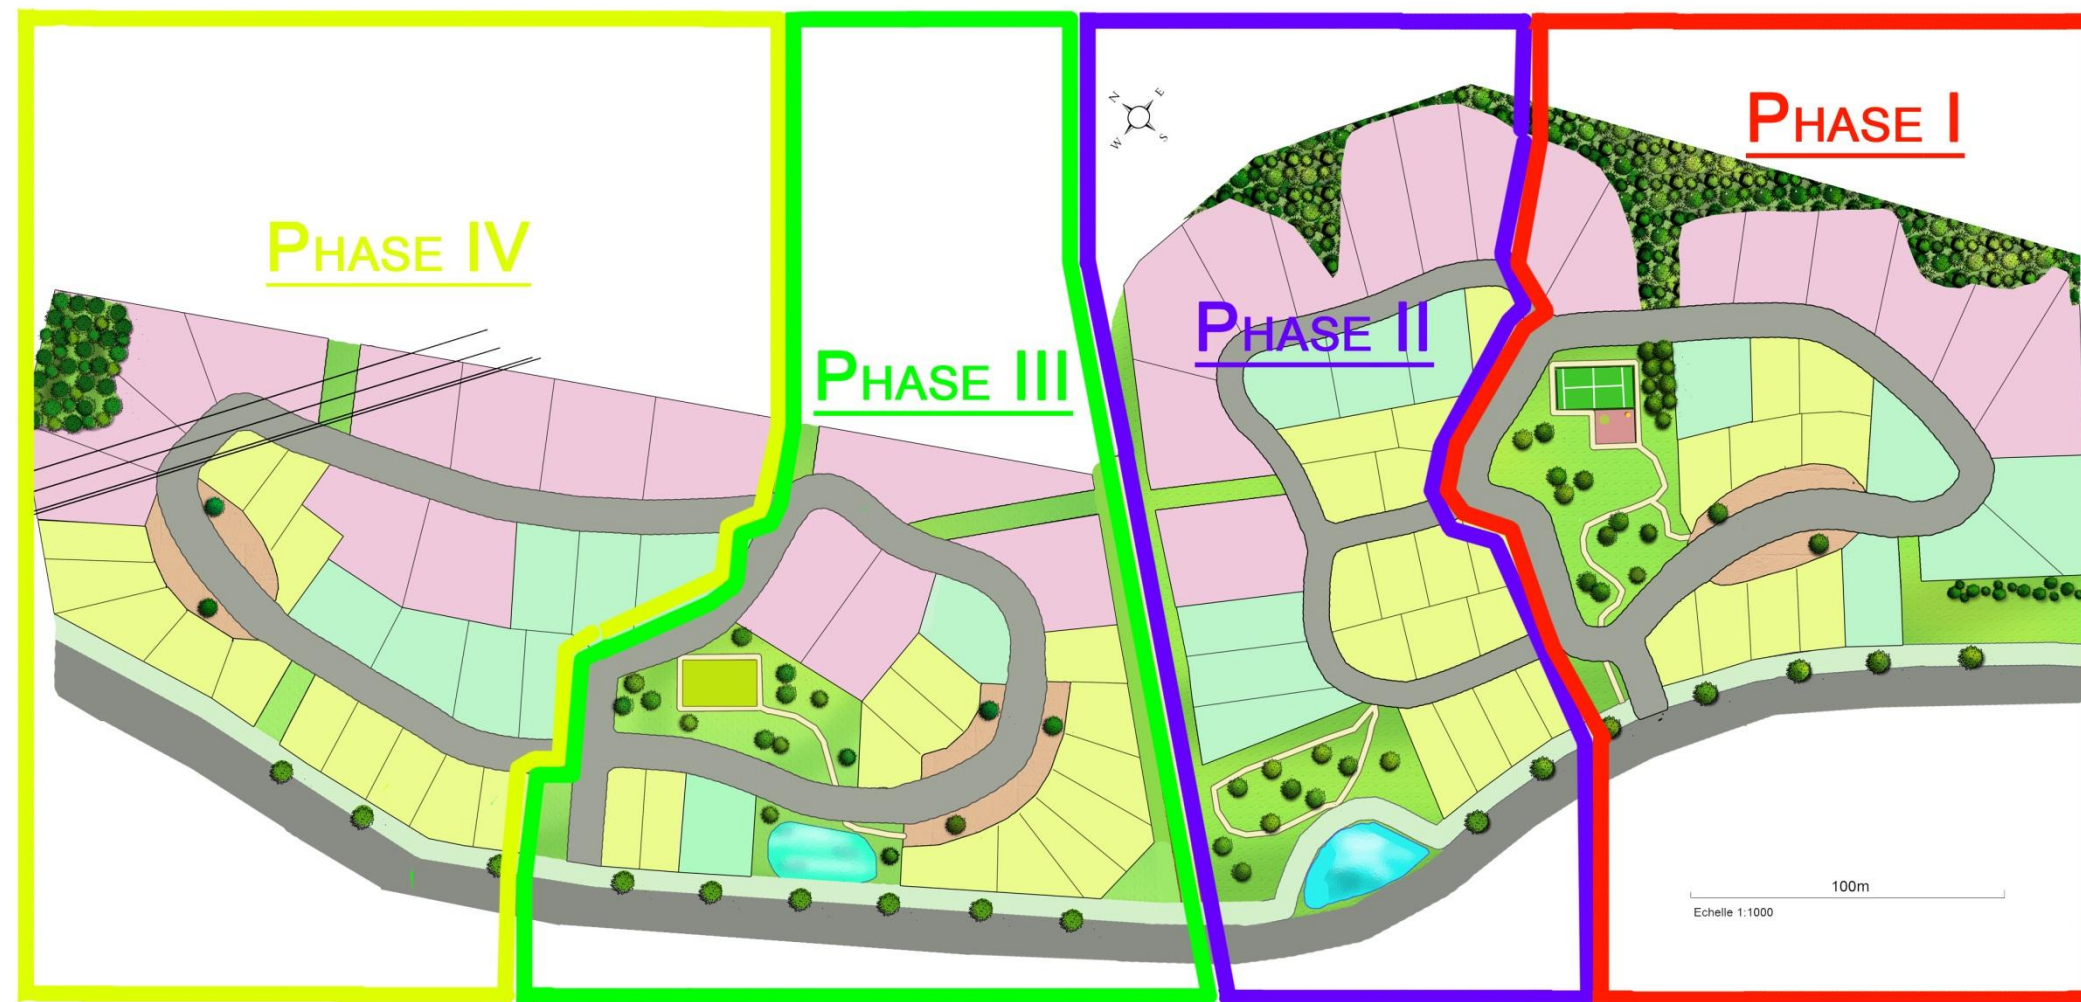 PHASE I
N
E
W
S
PHASE IV
PHASE II
PHASE III
100m
Echelle 1:1000